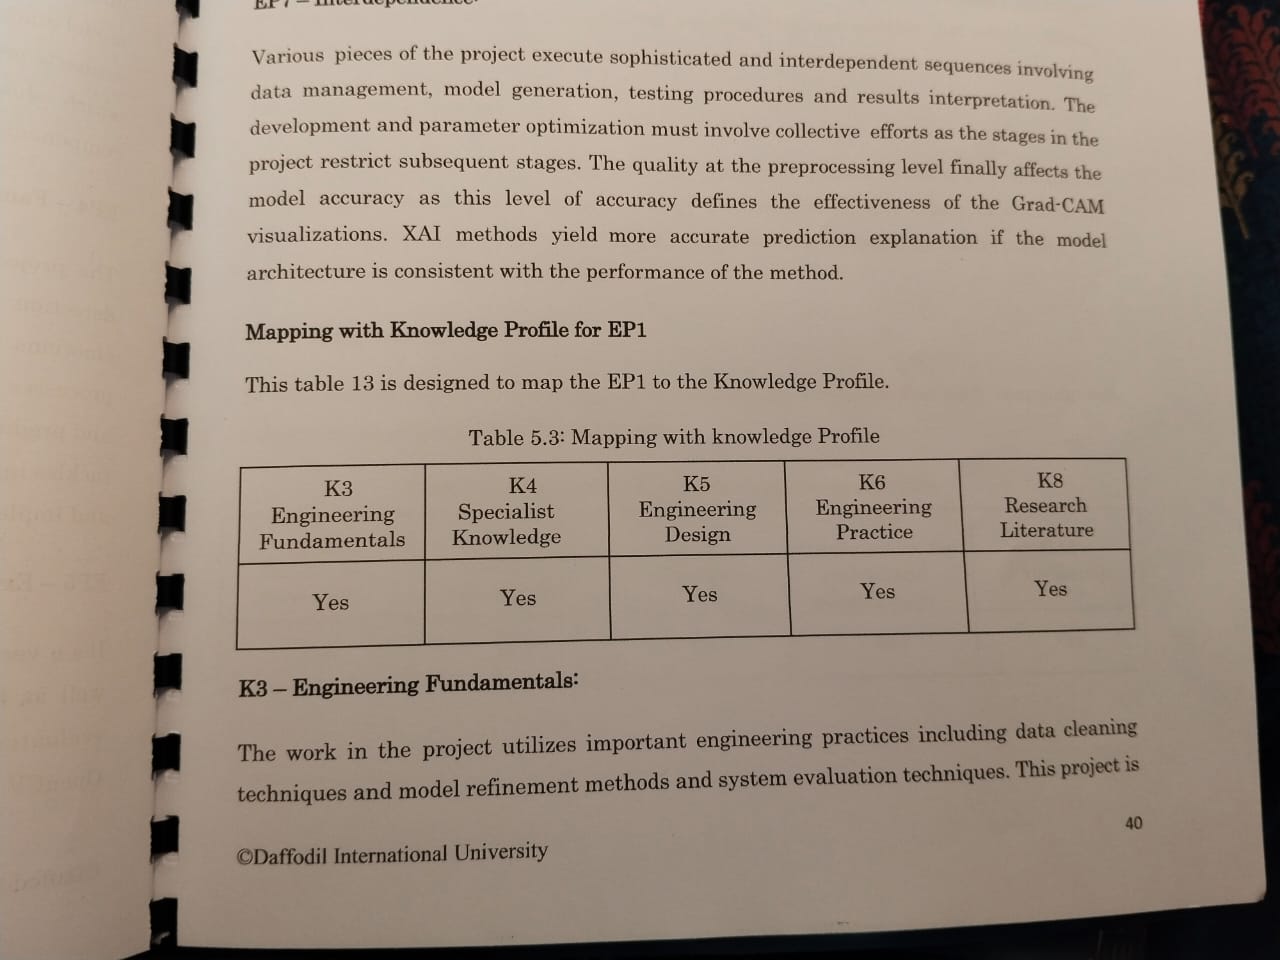 EP7 – Interdependence:
Various pieces of the project execute sophisticated and interdependent sequences involving
data management, model generation, testing procedures and results interpretation. The
development and parameter optimization must involve collective efforts as the stages in the
project restrict subsequent stages. The quality at the preprocessing level finally affects the
model accuracy as this level of accuracy defines the effectiveness of the Grad-CAM
visualizations. XAI methods yield more accurate prediction explanation if the model
architecture is consistent with the performance of the method.
Mapping with Knowledge Profile for EP1
This table 13 is designed to map the EP1 to the Knowledge Profile.
Table 5.3: Mapping with knowledge Profile
K3
Engineering
Fundamentals
K4
Specialist
Knowledge
K5
Engineering
Design
K6
Engineering
Practice
K8
Research
Literature
Yes
Yes
Yes
Yes
Yes
K3 – Engineering Fundamentals:
The work in the project utilizes important engineering practices including data cleaning
techniques and model refinement methods and system evaluation techniques. This project is
40
©Daffodil International University